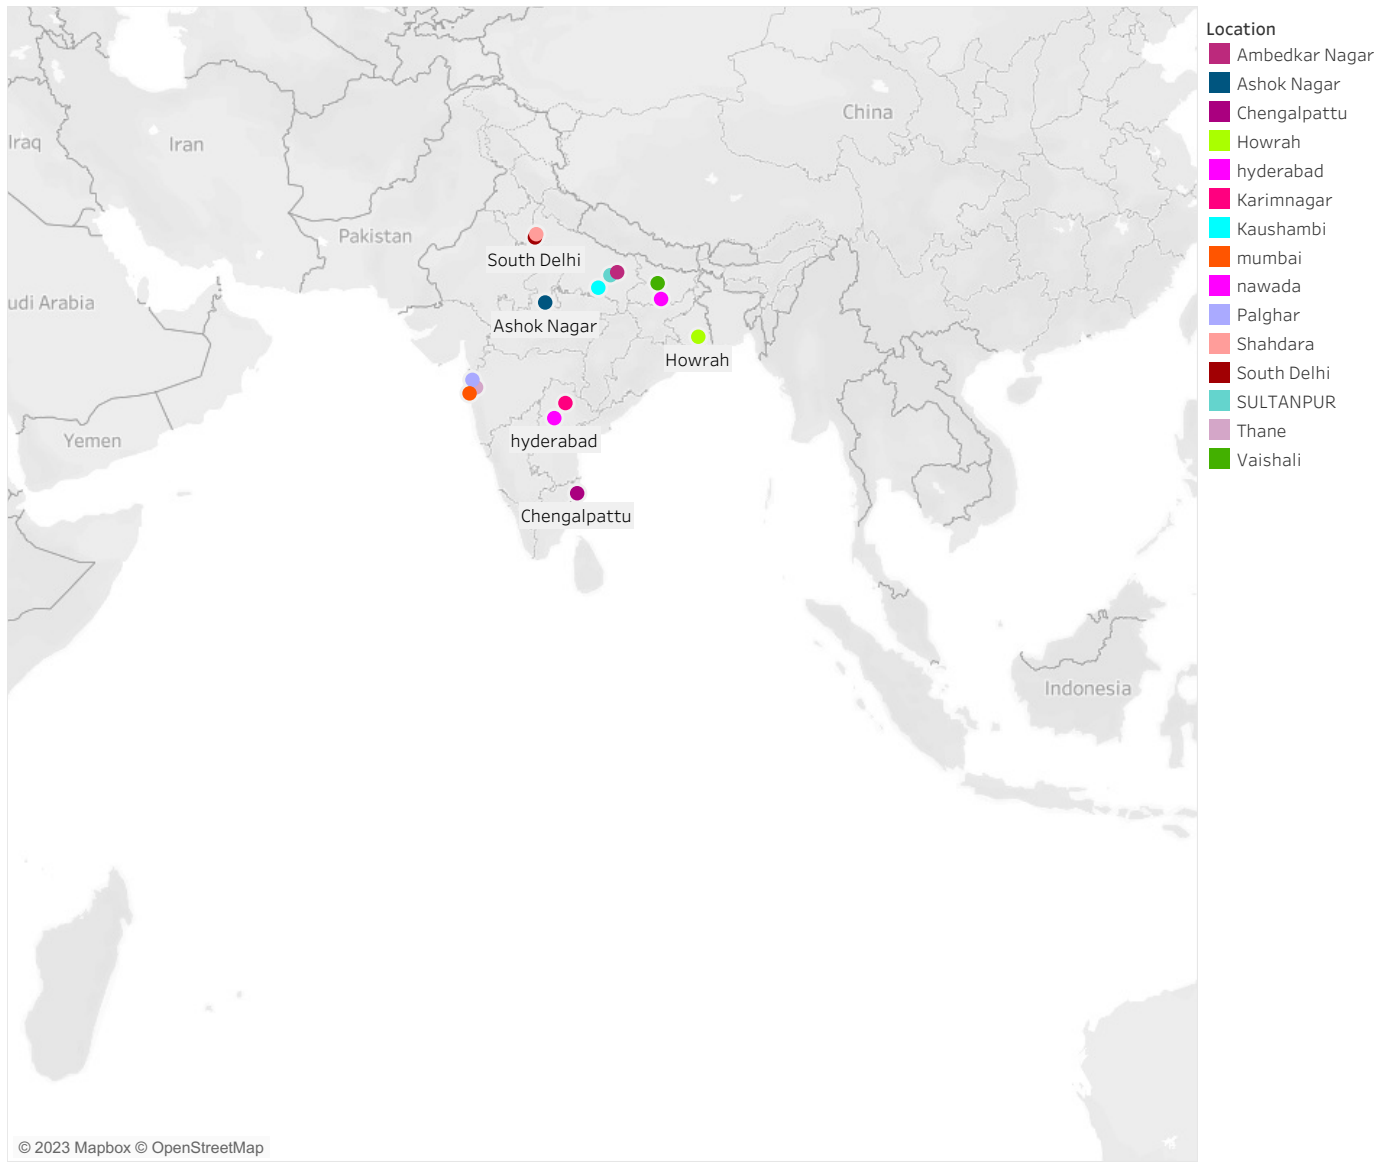 Iraq
Iran
China
Pakistan
udi Arabia
Yemen
Indonesia
South Delhi
Ashok Nagar
Howrah
hyderabad
Chengalpattu
© 2023 Mapbox © OpenStreetMap
Location
Ambedkar Nagar
Ashok Nagar
Chengalpattu
Howrah
hyderabad
Karimnagar
Kaushambi
mumbai
nawada
Palghar
Shahdara
South Delhi
SULTANPUR
Thane
Vaishali